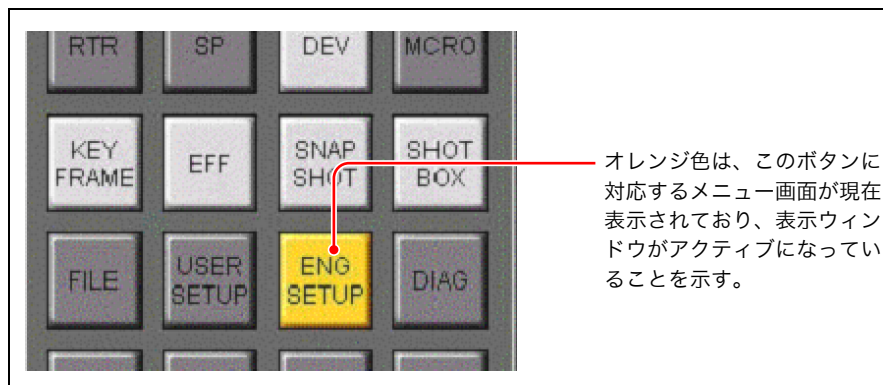 RTR
SP
DEV
MCRO
KEY
FRAME
EFF
SNAP
SHOT
SHOT
BOX
FILE
USER
SETUP
ENG
SETUP
DIAG
オレンジ色は、このボタンに
対応するメニュー画面が現在
表示されており、表示ウィン
ドウがアクティブになってい
ることを示す。